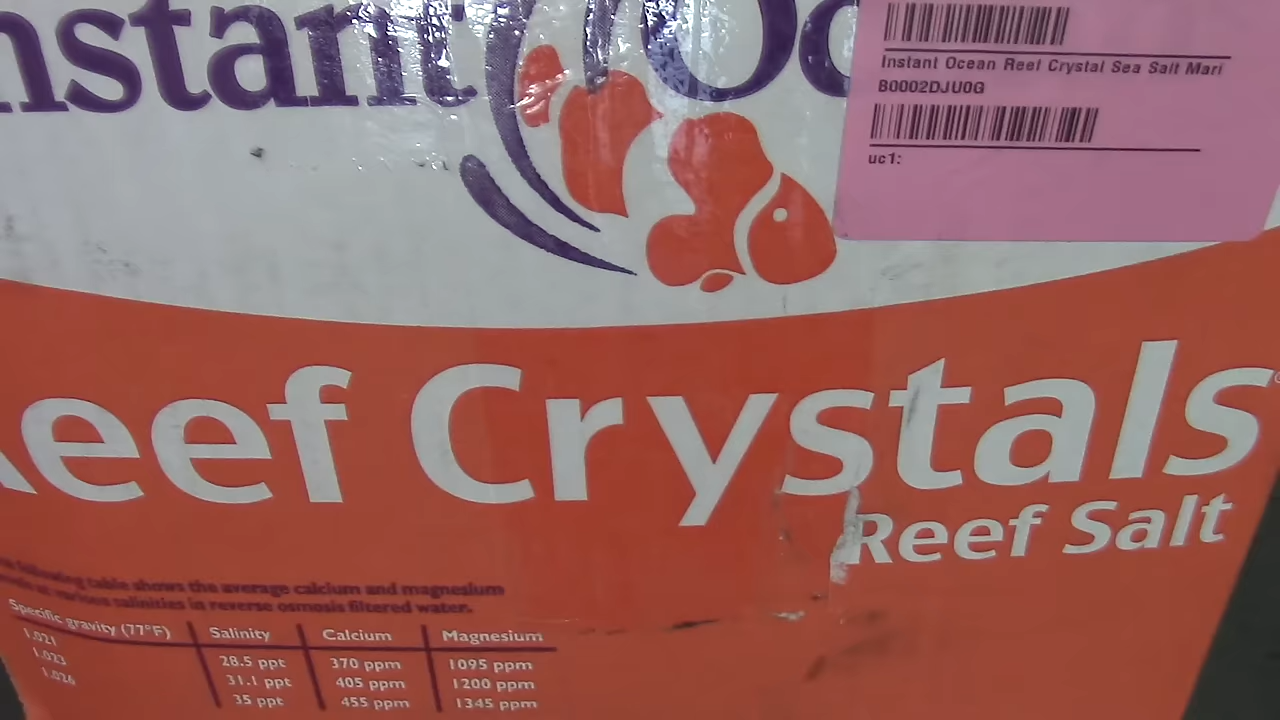 nstant Oc
Instant Ocean Reef Crystal Sea Salt Mari
B0002DJU0G
uc1:
Reef Crystals
Reef Salt
following table shows the average calcium and magnesium
at various salinities in reverse osmosis filtered water.
Specific gravity (77°F) Salinity Calcium Magnesium
1.021 28.5 ppt 370 ppm 1095 ppm
1.023 31.1 ppt 405 ppm 1200 ppm
1.026 35 ppt 455 ppm 1345 ppm